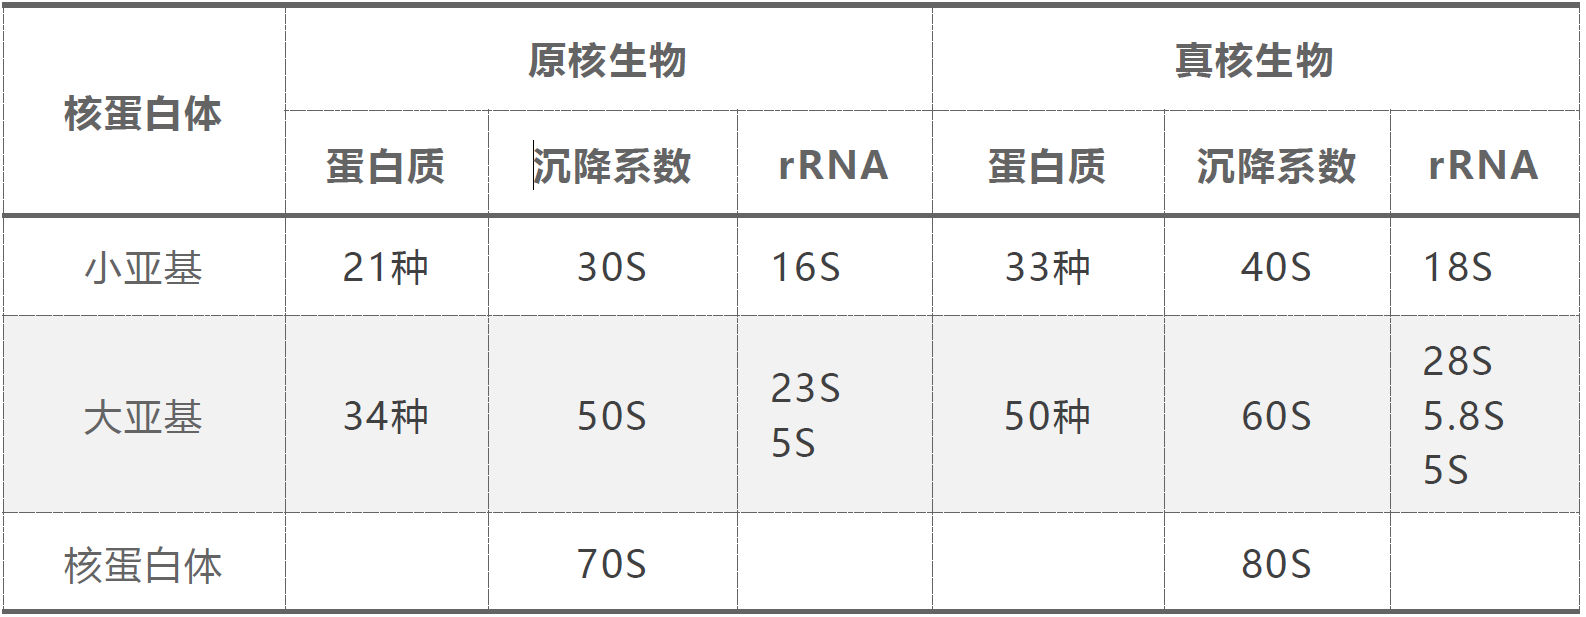 核蛋白体
原核生物
真核生物
蛋白质
沉降系数
rRNA
蛋白质
沉降系数
rRNA
小亚基
21种
30S
16S
33种
40S
18S
大亚基
34种
50S
23S
5S
50种
60S
28S
5.8S
5S
核蛋白体
70S
80S